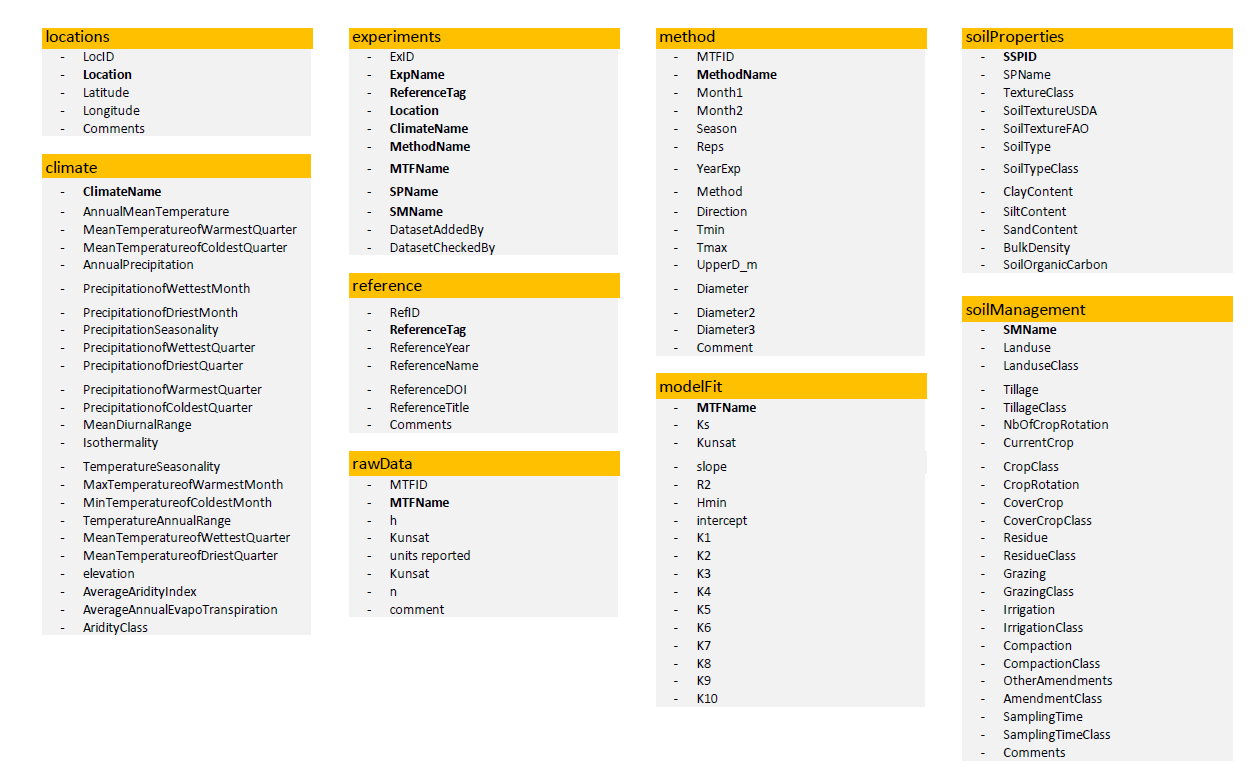 locations
- LocID
- Location
- Latitude
- Longitude
- Comments
climate
- ClimateName
- AnnualMeanTemperature
- MeanTemperatureofWarmestQuarter
- MeanTemperatureofColdestQuarter
- AnnualPrecipitation
- PrecipitationofWettestMonth
- PrecipitationofDriestMonth
- PrecipitationSeasonality
- PrecipitationofWettestQuarter
- PrecipitationofDriestQuarter
- PrecipitationofWarmestQuarter
- PrecipitationofColdestQuarter
- MeanDiurnalRange
- Isothermality
- TemperatureSeasonality
- MaxTemperatureofWarmestMonth
- MinTemperatureofColdestMonth
- TemperatureAnnualRange
- MeanTemperatureofWettestQuarter
- MeanTemperatureofDriestQuarter
- elevation
- AverageAridityIndex
- AverageAnnualEvapoTranspiration
- AridityClass
experiments
- ExID
- ExpName
- ReferenceTag
- Location
- ClimateName
- MethodName
- MTFName
- SPName
- SMName
- DatasetAddedBy
- DatasetCheckedBy
reference
- RefID
- ReferenceTag
- ReferenceYear
- ReferenceName
- ReferenceDOI
- ReferenceTitle
- Comments
rawData
- MTFID
- MTFName
- h
- Kunsat
- units reported
- Kunsat
- n
- comment
method
- MTFID
- MethodName
- Month1
- Month2
- Season
- Reps
- YearExp
- Method
- Direction
- Tmin
- Tmax
- UpperD_m
- Diameter
- Diameter2
- Diameter3
- Comment
modelFit
- MTFName
- Ks
- Kunsat
- slope
- R2
- Hmin
- intercept
- K1
- K2
- K3
- K4
- K5
- K6
- K7
- K8
- K9
- K10
soilProperties
- SSPID
- SPName
- TextureClass
- SoilTextureUSDA
- SoilTextureFAO
- SoilType
- SoilTypeClass
- ClayContent
- SiltContent
- SandContent
- BulkDensity
- SoilOrganicCarbon
soilManagement
- SMName
- Landuse
- LanduseClass
- Tillage
- TillageClass
- NbOfCropRotation
- CurrentCrop
- CropClass
- CropRotation
- CoverCrop
- CoverCropClass
- Residue
- ResidueClass
- Grazing
- GrazingClass
- Irrigation
- IrrigationClass
- Compaction
- CompactionClass
- OtherAmendments
- AmendmentClass
- SamplingTime
- SamplingTimeClass
- Comments